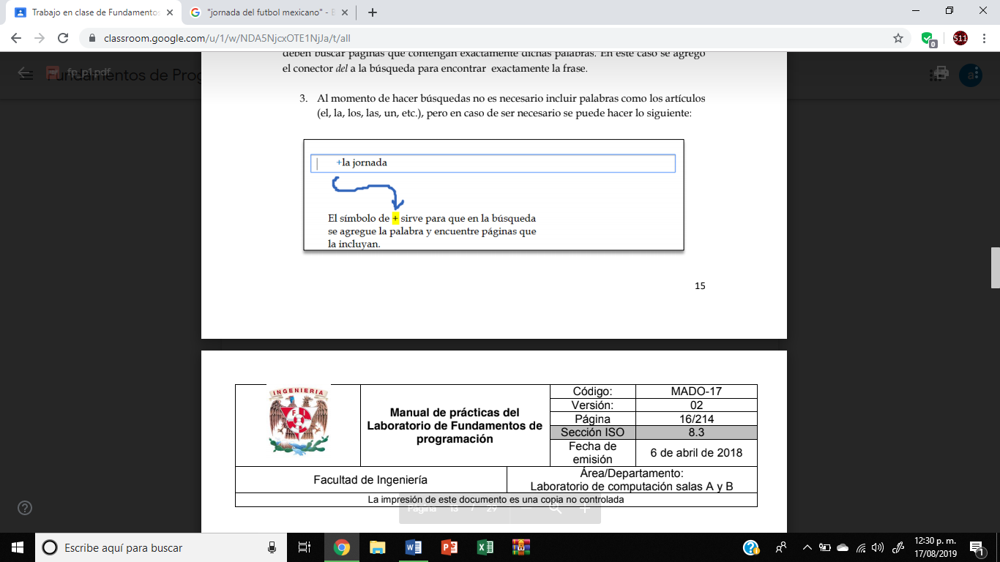 Trabajo en clase de Fundamentos
"jornada del futbol mexicano" - B
classroom.google.com/u/1/w/NDA5NjcxOTE1NjJa/t/all
511
0
deben buscar páginas que contengan exactamente dichas palabras. En este caso se agregó
el conector del a la búsqueda para encontrar exactamente la frase.
fp_p1.pdf
Fundamentos de Prog
a
3. Al momento de hacer búsquedas no es necesario incluir palabras como los artículos
(el, la, los, las, un, etc.), pero en caso de ser necesario se puede hacer lo siguiente:
+la jornada
El símbolo de + sirve para que en la búsqueda
se agregue la palabra y encuentre páginas que
la incluyan.
15
INGENIERIA
Manual de prácticas del
Laboratorio de Fundamentos de
programación
Código: MADO-17
Versión: 02
Página 16/214
Sección ISO 8.3
Fecha de
emisión 6 de abril de 2018
Facultad de Ingeniería
Área/Departamento:
Laboratorio de computación salas A y B
La impresión de este documento es una copia no controlada
Página 15 / 29
Escribe aquí para buscar
12:30 p. m.
17/08/2019
1